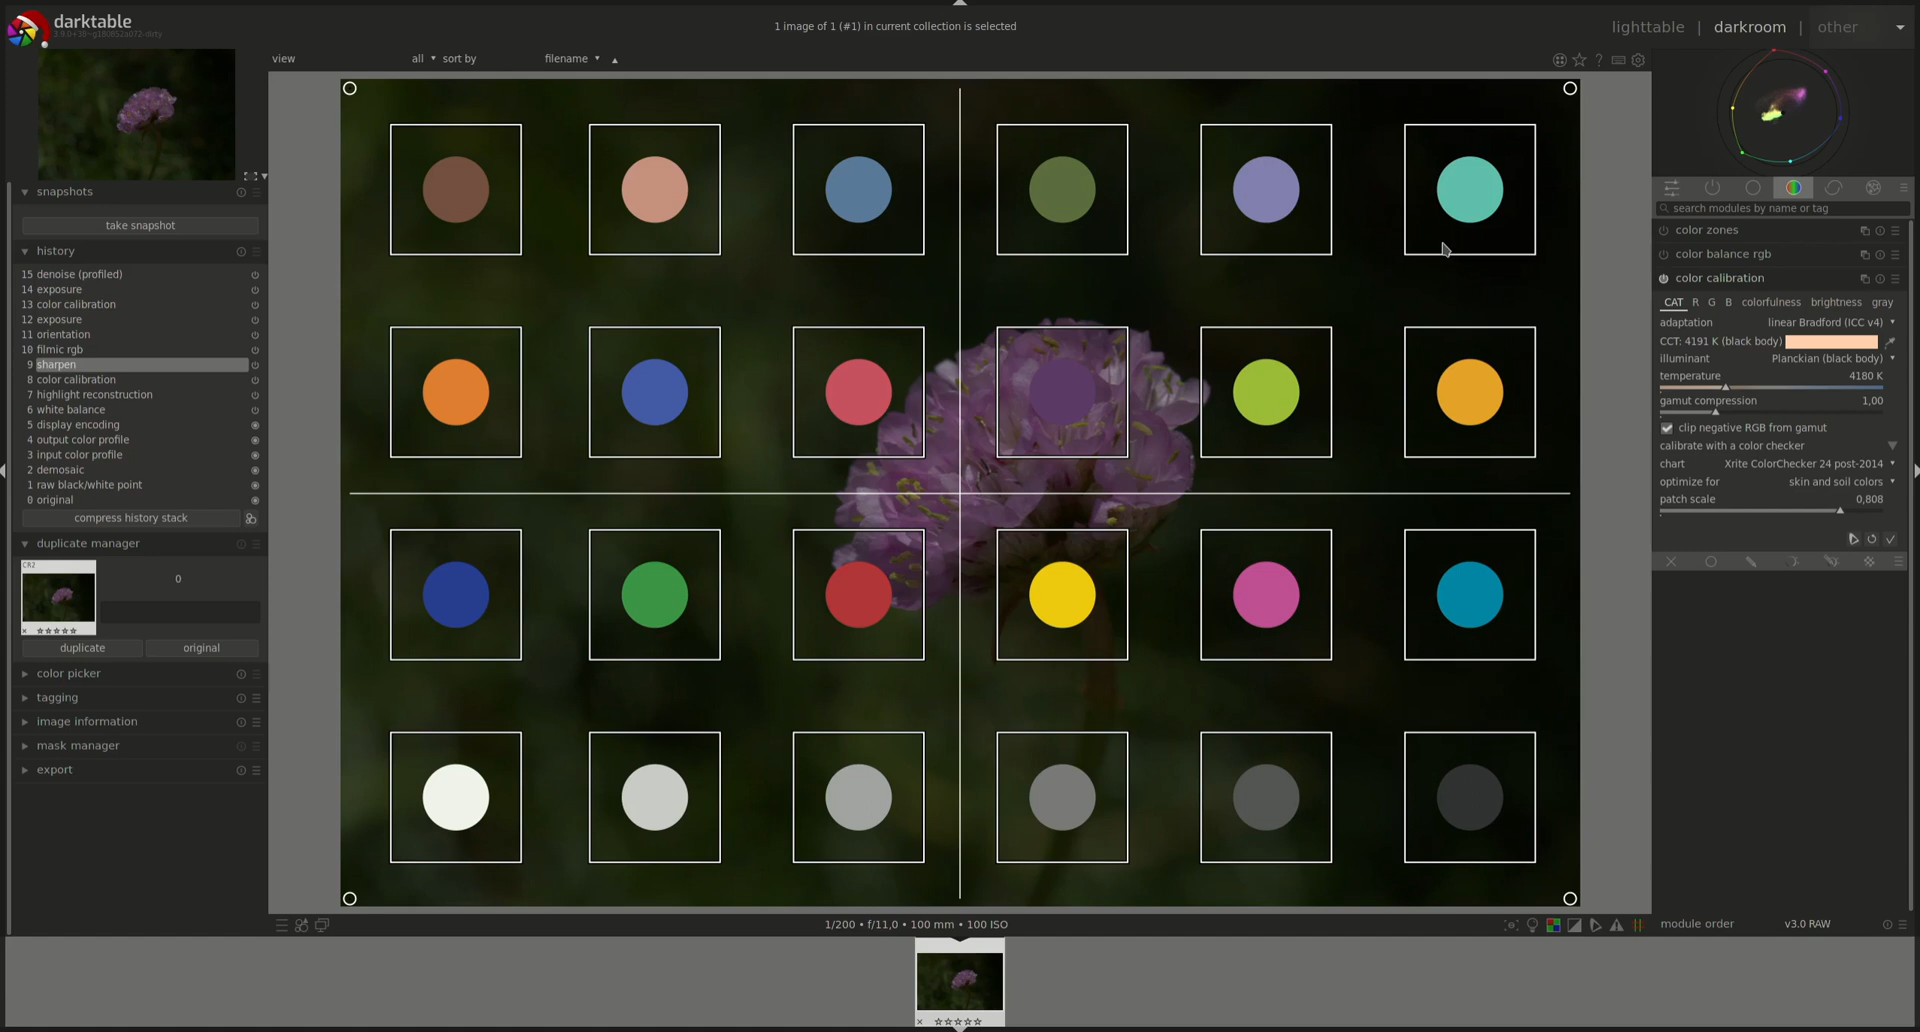 darktable
3.9.0+38~g180852a072-dirty
1 image of 1 (#1) in current collection is selected
lighttable | darkroom | other
view
all sort by
filename
snapshots
take snapshot
history
15 denoise (profiled)
14 exposure
13 color calibration
12 exposure
11 orientation
10 filmic rgb
9 sharpen
8 color calibration
7 highlight reconstruction
6 white balance
5 display encoding
4 output color profile
3 input color profile
2 demosaic
1 raw black/white point
0 original
compress history stack
duplicate manager
CR2
0
duplicate
original
color picker
tagging
image information
mask manager
export
1/200 • f/11,0 • 100 mm • 100 ISO
search modules by name or tag
color zones
color balance rgb
color calibration
CAT R G B colorfulness brightness gray
adaptation linear Bradford (ICC v4)
CCT: 4191 K (black body)
illuminant Planckian (black body)
temperature 4180 K
gamut compression 1,00
clip negative RGB from gamut
calibrate with a color checker
chart Xrite ColorChecker 24 post-2014
optimize for skin and soil colors
patch scale 0,808
module order v3.0 RAW